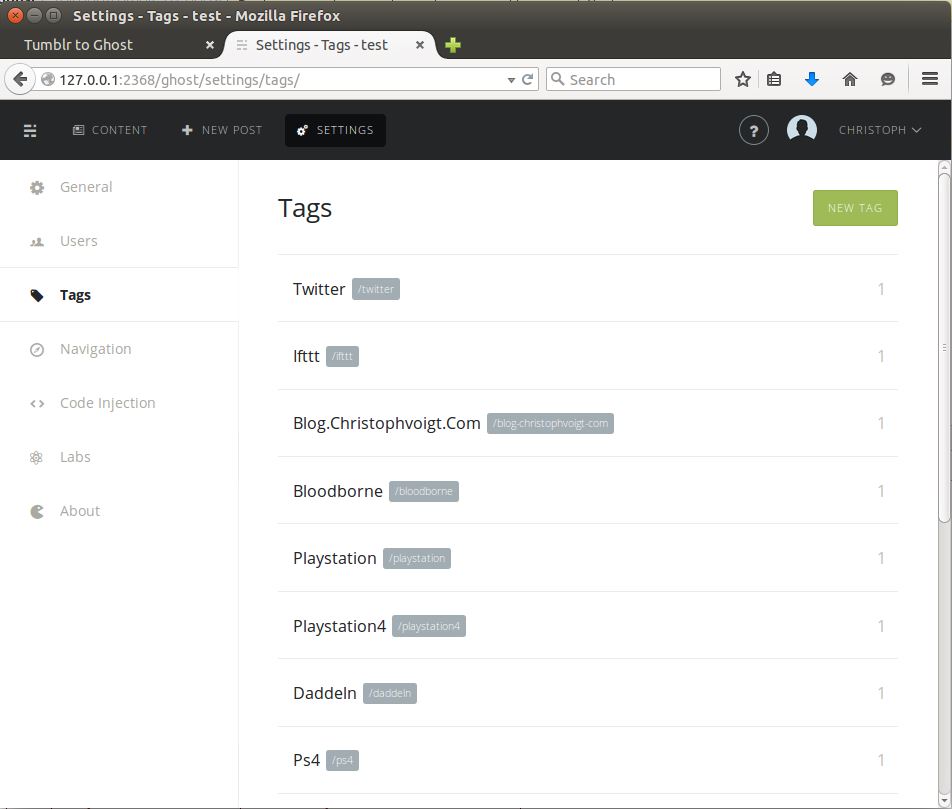 Settings - Tags - test - Mozilla Firefox
Tumblr to Ghost
Settings - Tags - test
127.0.0.1:2368/ghost/settings/tags/
Search
CONTENT
NEW POST
SETTINGS
?
CHRISTOPH
General
Users
Tags
Navigation
Code Injection
Labs
About
Tags
NEW TAG
Twitter /twitter 1
Ifttt /ifttt 1
Blog.Christophvoigt.Com /blog-christophvoigt-com 1
Bloodborne /bloodborne 1
Playstation /playstation 1
Playstation4 /playstation4 1
Daddeln /daddeln 1
Ps4 /ps4 1